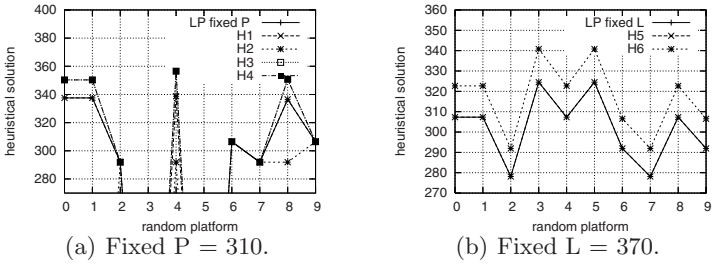 LP fixed P
H1
H2
H3
H4
heuristical solution
400
380
360
340
320
300
280
0 1 2 3 4 5 6 7 8 9
random platform
(a) Fixed P = 310.
LP fixed L
H5
H6
heuristical solution
360
350
340
330
320
310
300
290
280
270
0 1 2 3 4 5 6 7 8 9
random platform
(b) Fixed L = 370.